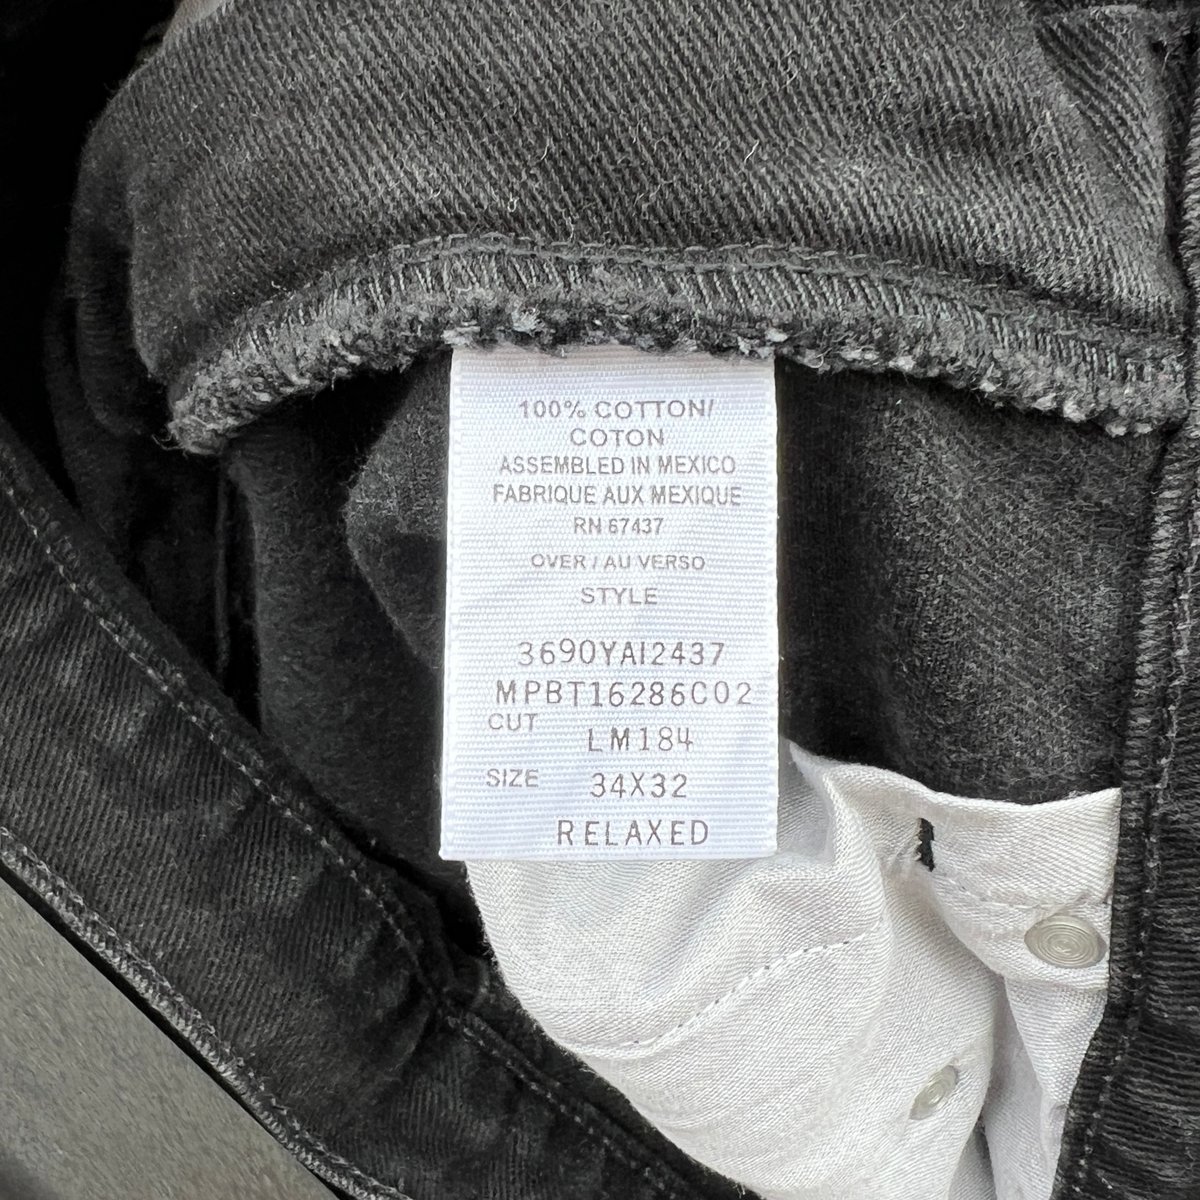 100% COTTON/
COTON
ASSEMBLED IN MEXICO
FABRIQUE AUX MEXIQUE
RN 67437
OVER / AU VERSO
STYLE
3690YAI2437
MPBT16286C02
CUT
LM184
SIZE 34X32
RELAXED